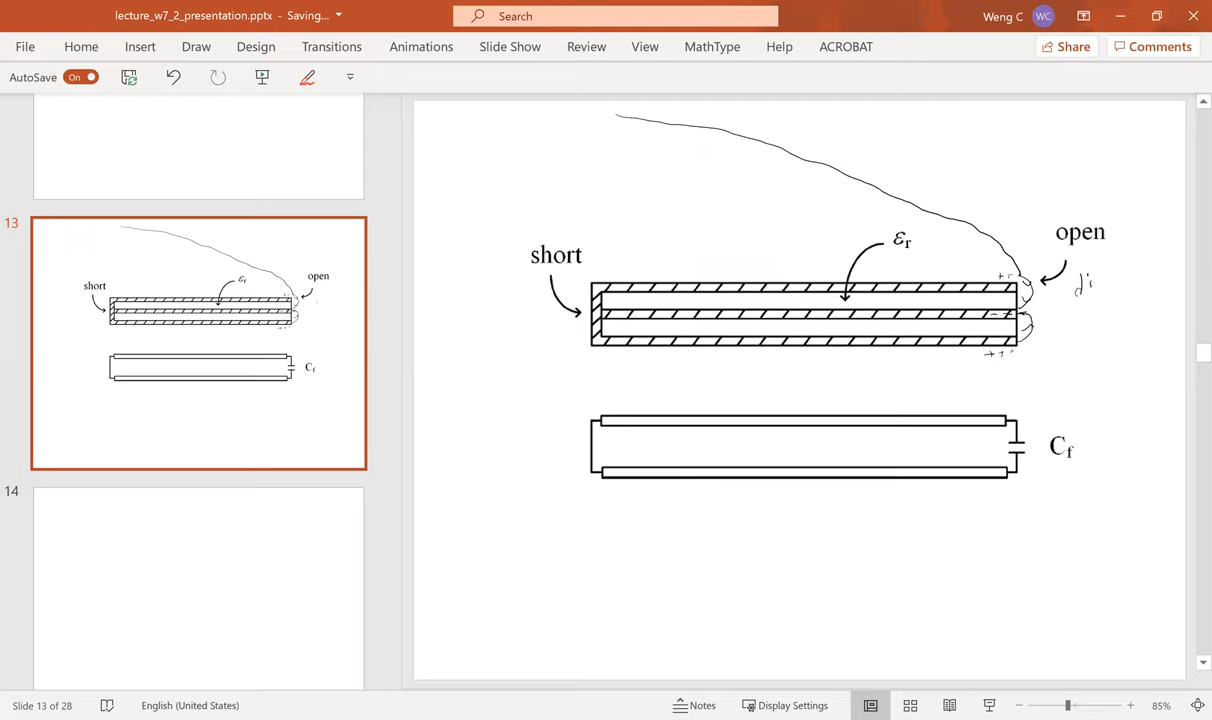 lecture_w7_2_presentation.pptx - Saving...
Search
Weng C WC
File Home Insert Draw Design Transitions Animations Slide Show Review View MathType Help ACROBAT Share Comments
AutoSave On
13
short εr open
Cf
14
open
di
short εr
Cf
Slide 13 of 28 English (United States) Notes Display Settings 85%